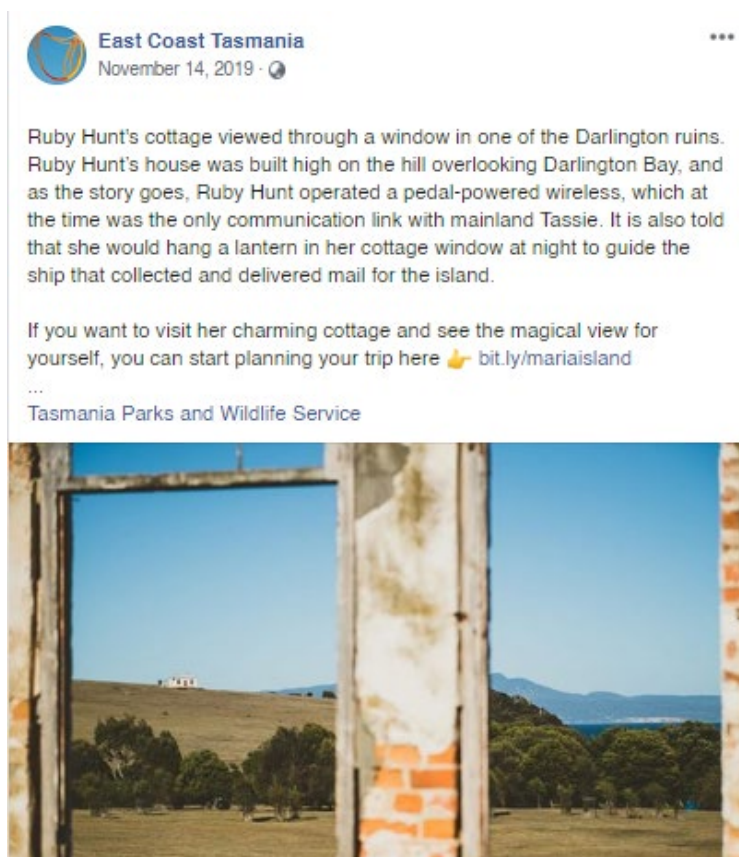 East Coast Tasmania
November 14, 2019 ·
Ruby Hunt's cottage viewed through a window in one of the Darlington ruins.
Ruby Hunt's house was built high on the hill overlooking Darlington Bay, and
as the story goes, Ruby Hunt operated a pedal-powered wireless, which at
the time was the only communication link with mainland Tassie. It is also told
that she would hang a lantern in her cottage window at night to guide the
ship that collected and delivered mail for the island.
If you want to visit her charming cottage and see the magical view for
yourself, you can start planning your trip here 👉 bit.ly/mariaisland
...
Tasmania Parks and Wildlife Service